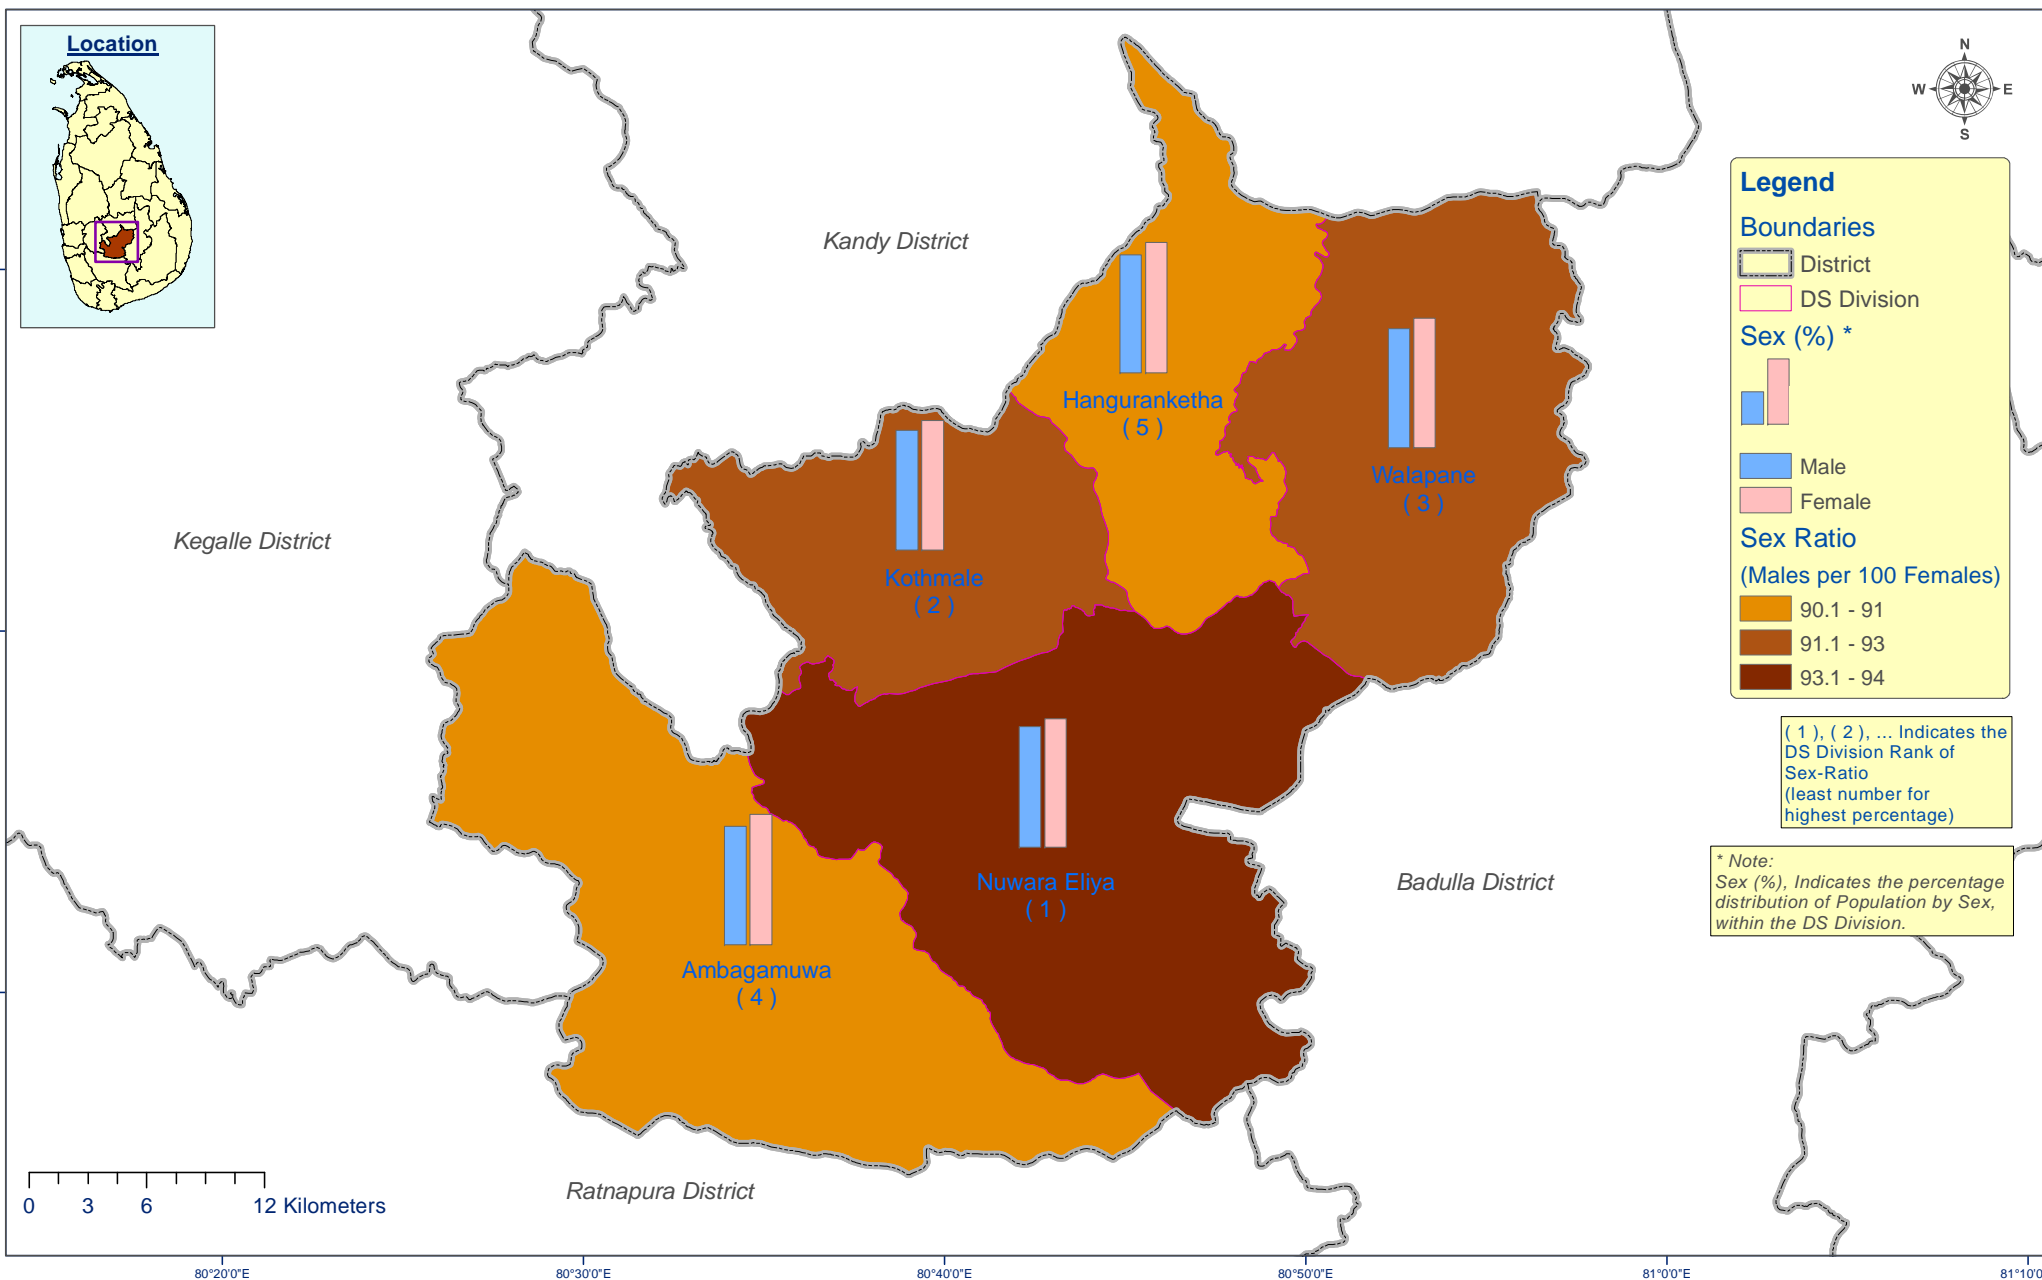 Location
N
W
E
S
Legend
Boundaries
District
DS Division
Sex (%) *
Male
Female
Sex Ratio
(Males per 100 Females)
90.1 - 91
91.1 - 93
93.1 - 94
( 1 ), ( 2 ), ... Indicates the
DS Division Rank of
Sex-Ratio
(least number for
highest percentage)
* Note:
Sex (%), Indicates the percentage
distribution of Population by Sex,
within the DS Division.
Kandy District
Kegalle District
Badulla District
Ratnapura District
Hanguranketha
( 5 )
Walapane
( 3 )
Kothmale
( 2 )
Nuwara Eliya
( 1 )
Ambagamuwa
( 4 )
0 3 6 12 Kilometers
80°20'0"E 80°30'0"E 80°40'0"E 80°50'0"E 81°0'0"E 81°10'0